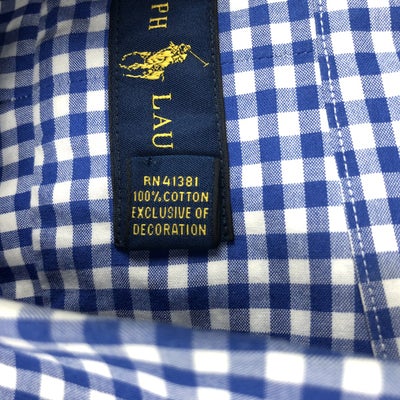 PH
LAU
RN41381
100%COTTON
EXCLUSIVE OF
DECORATION